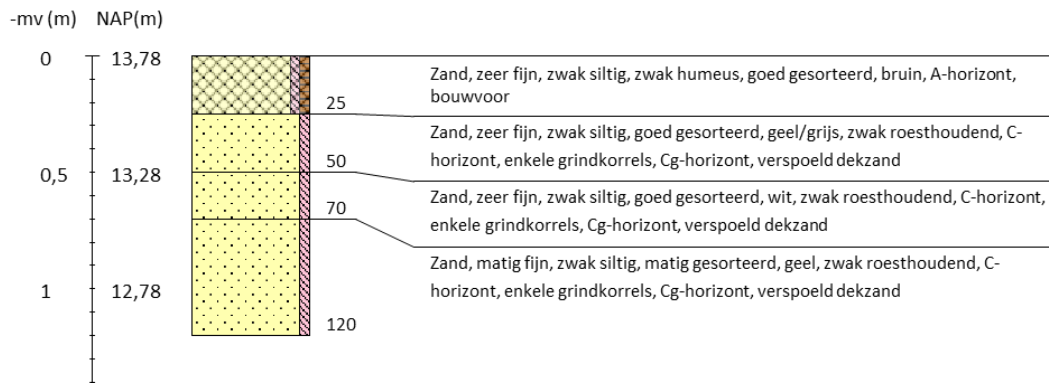 -mv (m) NAP(m)
0 13,78
Zand, zeer fijn, zwak siltig, zwak humeus, goed gesorteerd, bruin, A-horizont,
bouwvoor
25
Zand, zeer fijn, zwak siltig, goed gesorteerd, geel/grijs, zwak roesthoudend, C-
horizont, enkele grindkorrels, Cg-horizont, verspoeld dekzand
50
0,5 13,28
Zand, zeer fijn, zwak siltig, goed gesorteerd, wit, zwak roesthoudend, C-horizont,
enkele grindkorrels, Cg-horizont, verspoeld dekzand
70
Zand, matig fijn, zwak siltig, matig gesorteerd, geel, zwak roesthoudend, C-
horizont, enkele grindkorrels, Cg-horizont, verspoeld dekzand
1 12,78
120